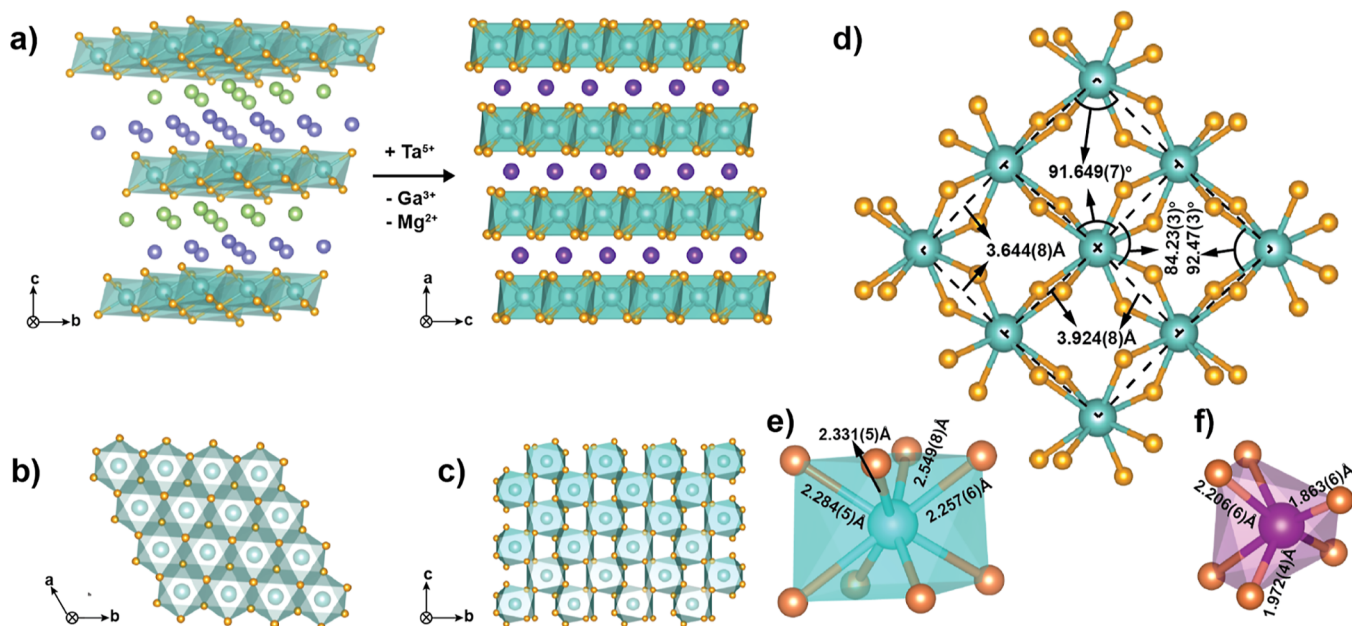 a)
+ Ta⁵⁺
- Ga³⁺
- Mg²⁺
c
b
a
c
b)
a
b
c)
c
b
d)
91.649(7)°
3.644(8)Å
84.23(3)°
92.47(3)°
3.924(8)Å
e)
2.331(5)Å
2.549(8)Å
2.284(5)Å
2.257(6)Å
f)
2.206(6)Å
1.863(6)Å
1.972(4)Å